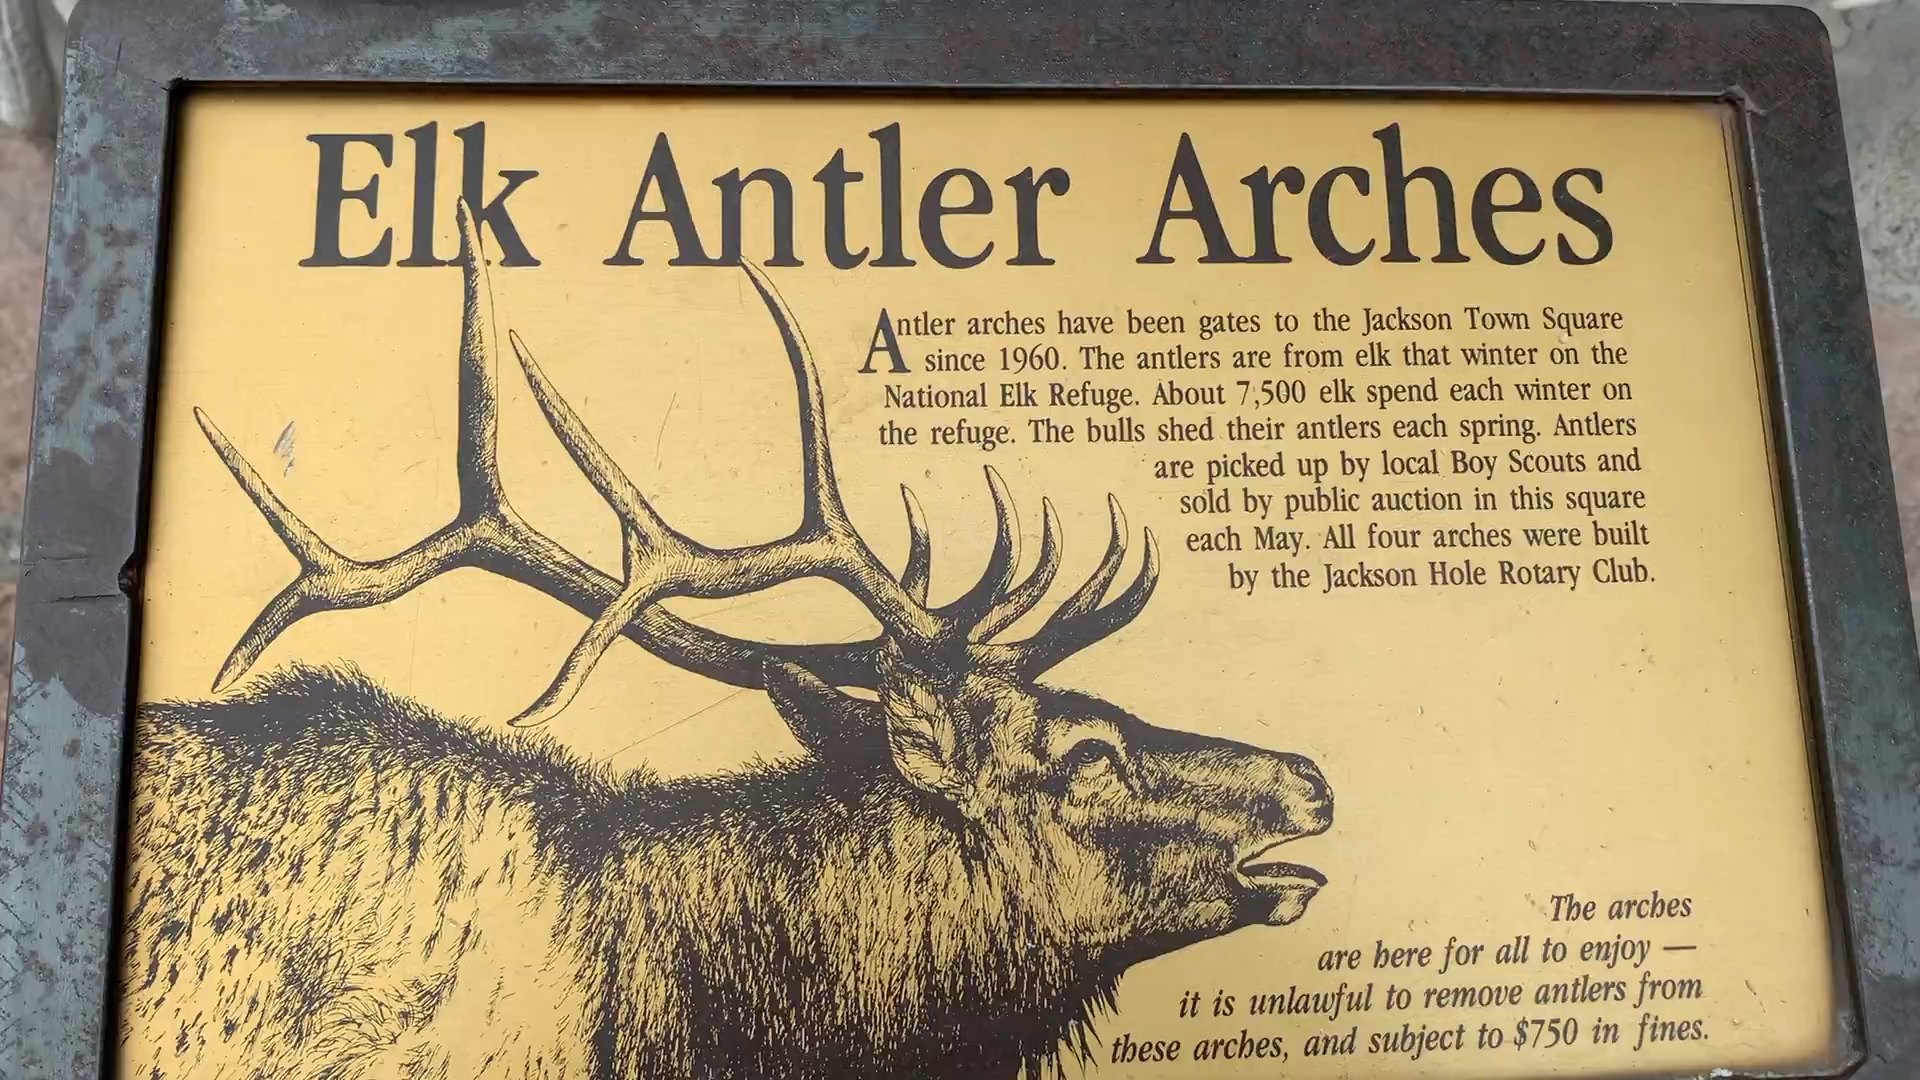 Elk Antler Arches
Antler arches have been gates to the Jackson Town Square
since 1960. The antlers are from elk that winter on the
National Elk Refuge. About 7,500 elk spend each winter on
the refuge. The bulls shed their antlers each spring. Antlers
are picked up by local Boy Scouts and
sold by public auction in this square
each May. All four arches were built
by the Jackson Hole Rotary Club.
The arches
are here for all to enjoy —
it is unlawful to remove antlers from
these arches, and subject to $750 in fines.